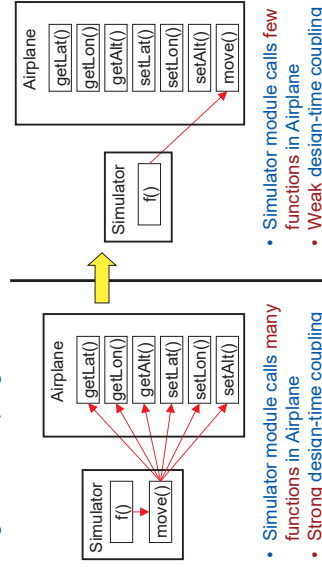 Simulator
f()
move()
Airplane
getLat()
getLon()
getAlt()
setLat()
setLon()
setAlt()
• Simulator module calls many
functions in Airplane
• Strong design-time coupling
Simulator
f()
Airplane
getLat()
getLon()
getAlt()
setLat()
setLon()
setAlt()
move()
• Simulator module calls few
functions in Airplane
• Weak design-time coupling